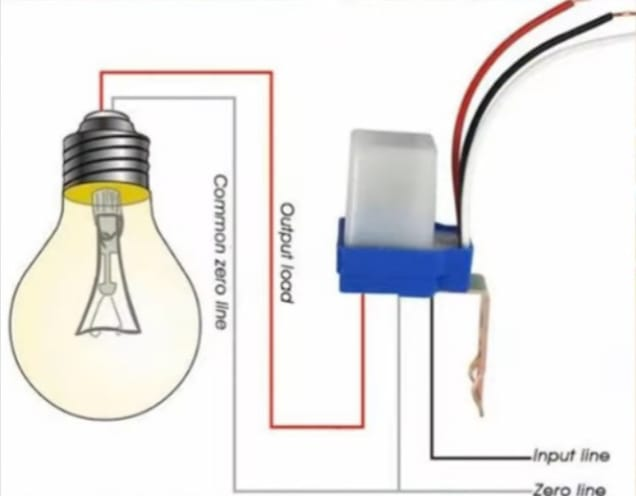 Common zero line
Output load
Input line
Zero line